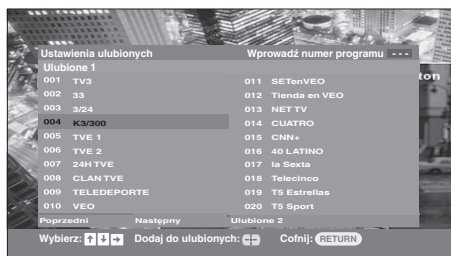 Ustawienia ulubionych Wprowadź numer programu ---
Ulubione 1
001 TV3
002 33
003 3/24
004 K3/300
005 TVE 1
006 TVE 2
007 24H TVE
008 CLAN TVE
009 TELEDEPORTE
010 VEO
011 SETenVEO
012 Tienda en VEO
013 NET TV
014 CUATRO
015 CNN+
016 40 LATINO
017 la Sexta
018 Telecinco
019 T5 Estrellas
020 T5 Sport
ton
Poprzedni Następny Ulubione 2
Wybierz: ↑ ↓ → Dodaj do ulubionych: -/-- Cofnij: RETURN